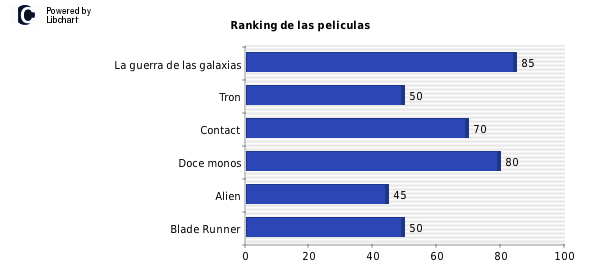 Powered by
Libchart
Ranking de las peliculas
La guerra de las galaxias 85
Tron 50
Contact 70
Doce monos 80
Alien 45
Blade Runner 50
0 20 40 60 80 100